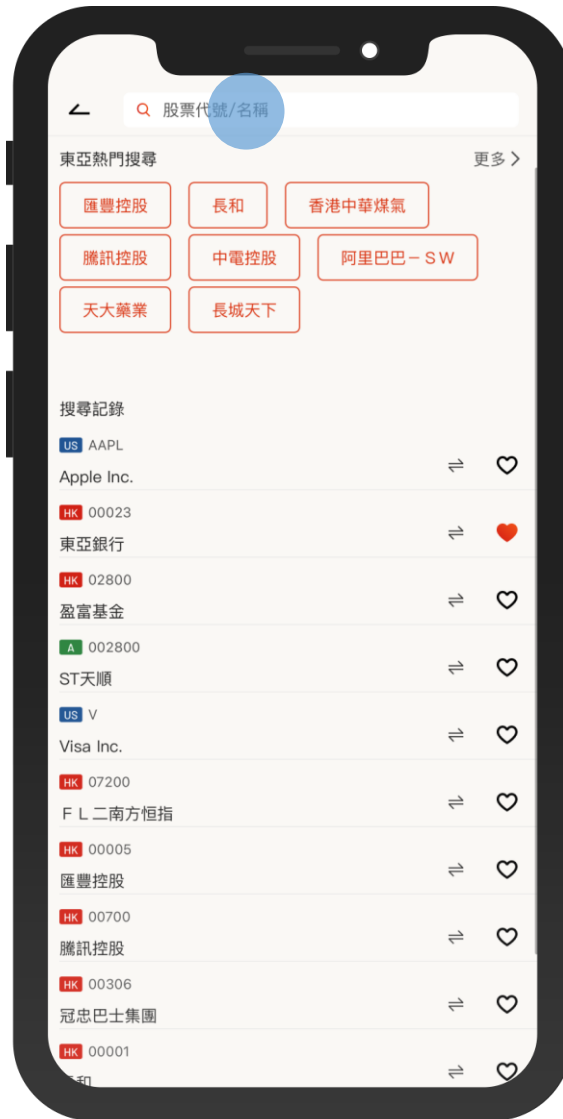 股票代號/名稱
東亞熱門搜尋 更多
匯豐控股 長和 香港中華煤氣
騰訊控股 中電控股 阿里巴巴－ＳＷ
天大藥業 長城天下
搜尋記錄
US AAPL
Apple Inc.
HK 00023
東亞銀行
HK 02800
盈富基金
A 002800
ST天順
US V
Visa Inc.
HK 07200
ＦＬ二南方恒指
HK 00005
匯豐控股
HK 00700
騰訊控股
HK 00306
冠忠巴士集團
HK 00001
長和